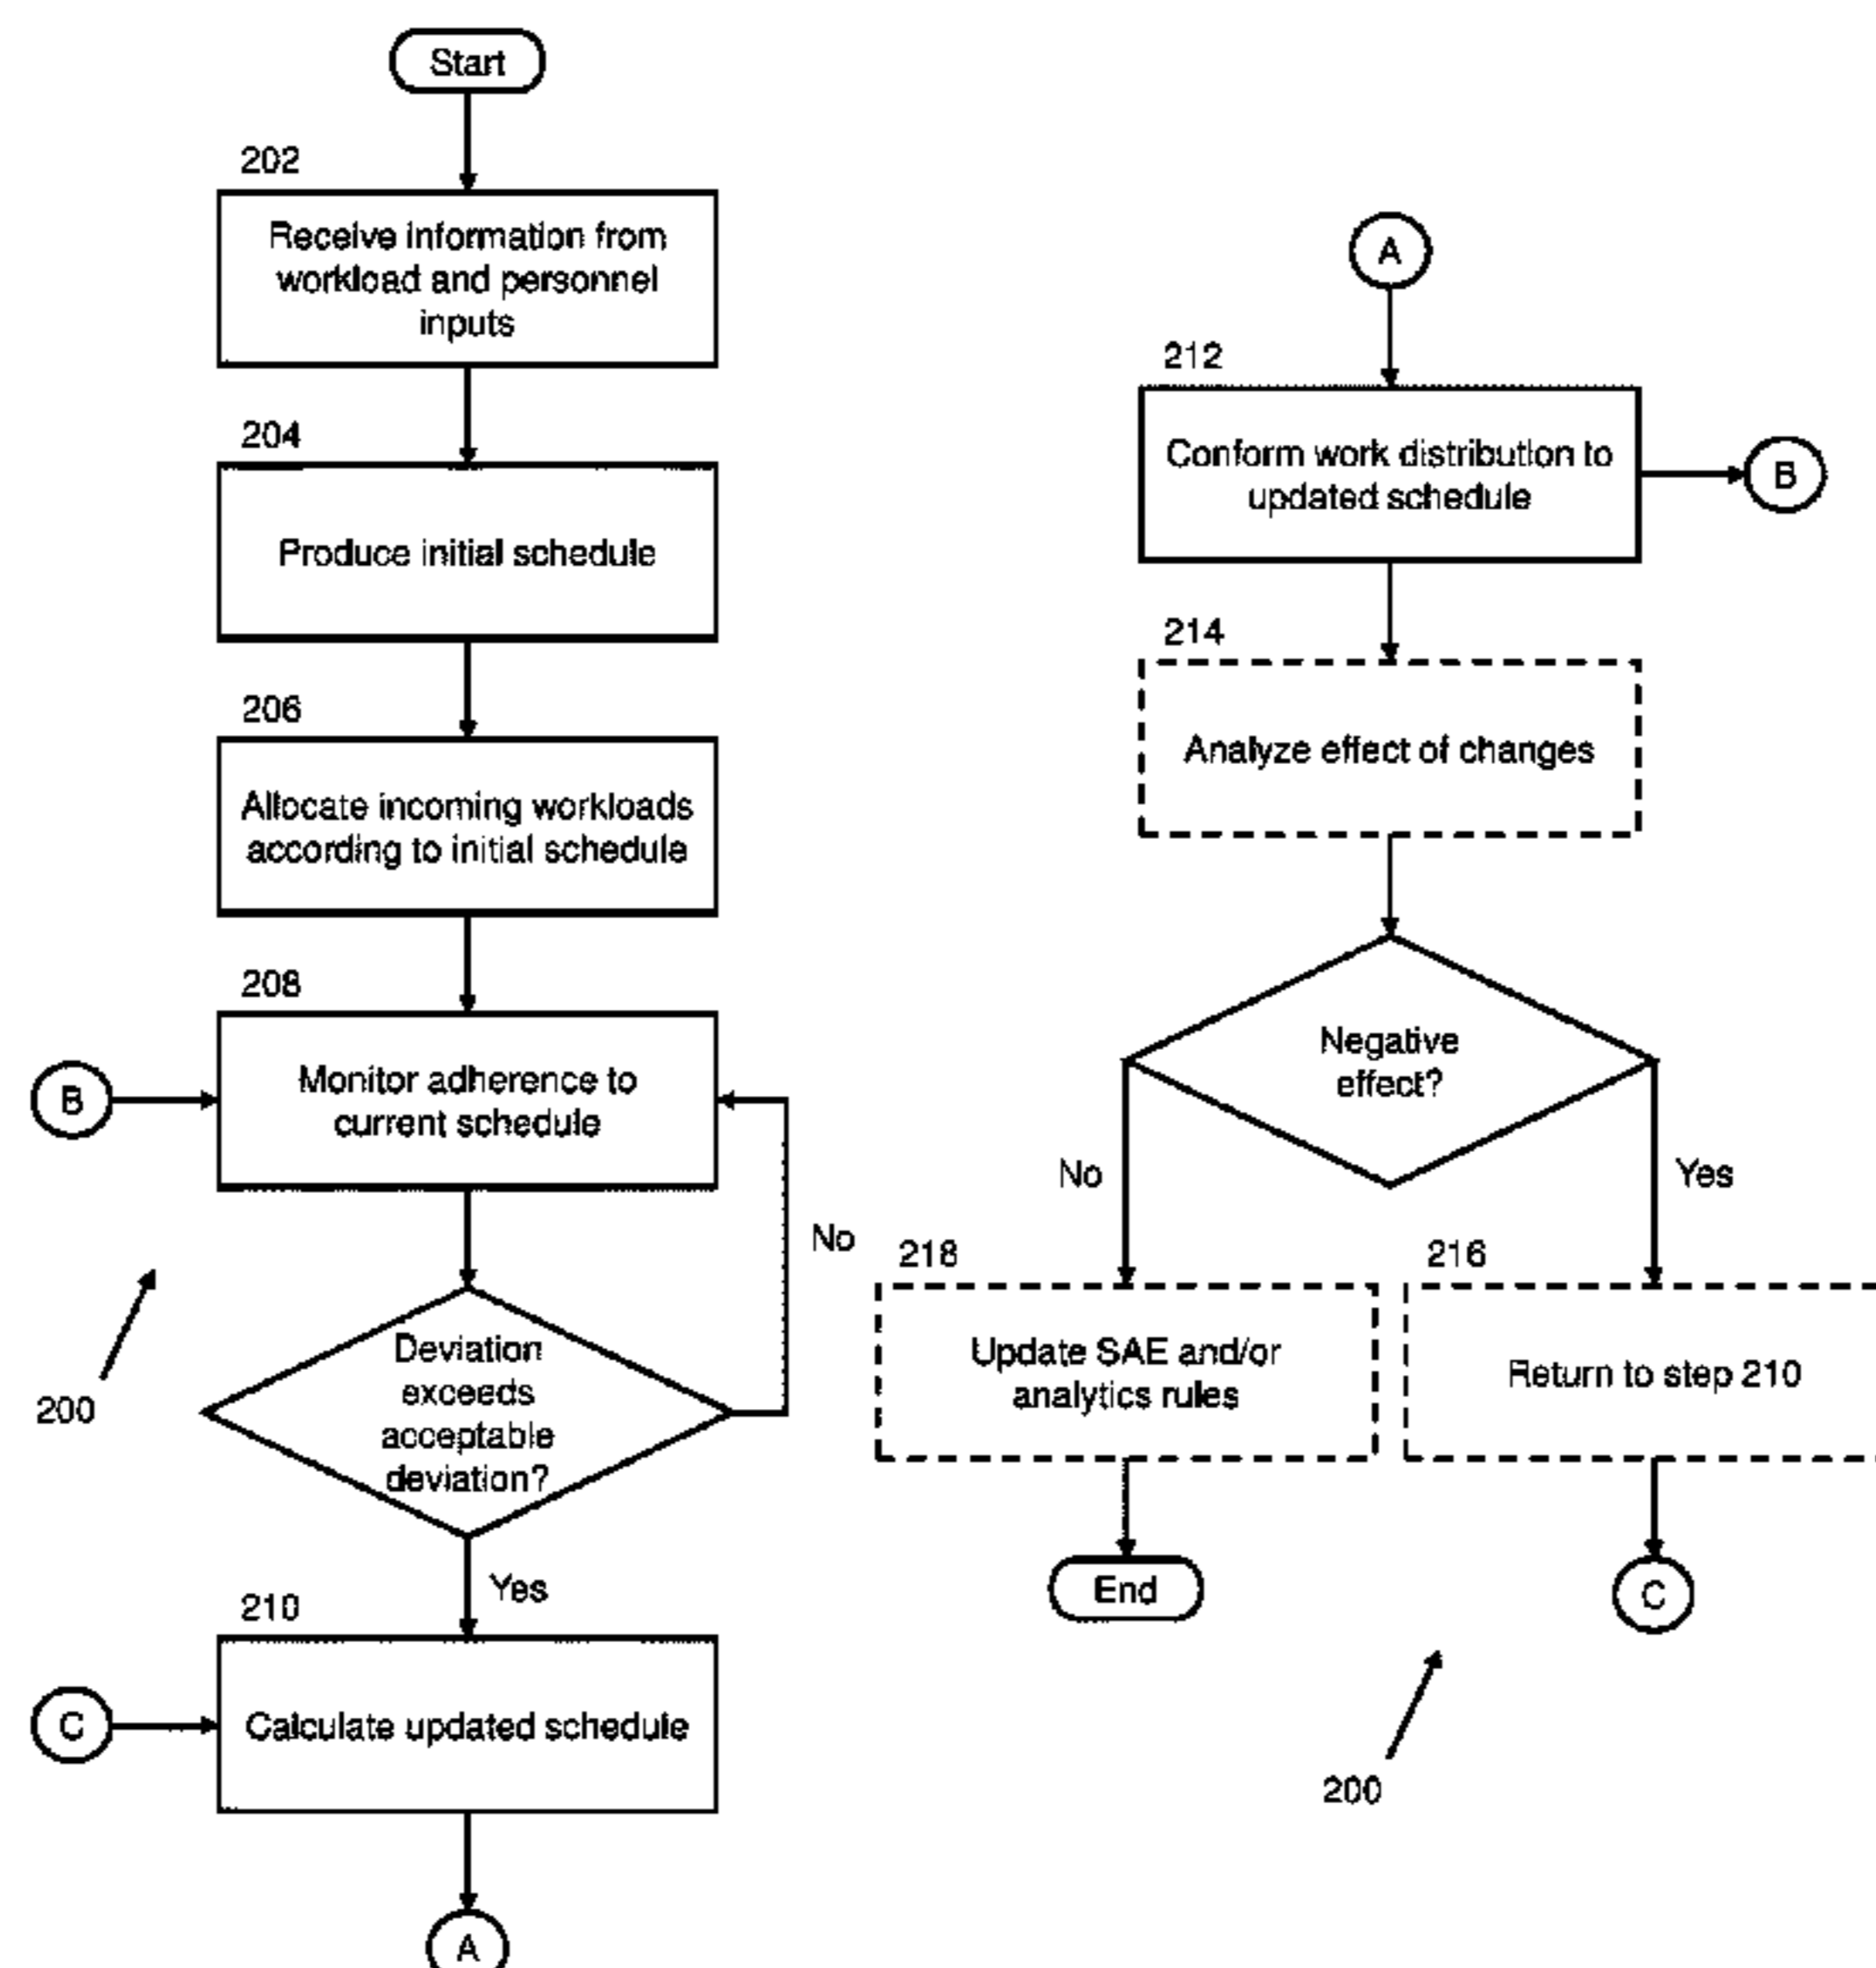 Start
202
Receive information from
workload and personnel
inputs
204
Produce initial schedule
206
Allocate incoming workloads
according to initial schedule
208
B
Monitor adherence to
current schedule
No
200
Deviation
exceeds
acceptable
deviation?
Yes
210
C
Calculate updated schedule
A
A
212
Conform work distribution to
updated schedule
B
214
Analyze effect of changes
Negative
effect?
No
Yes
218
Update SAE and/or
analytics rules
216
Return to step 210
End
C
200